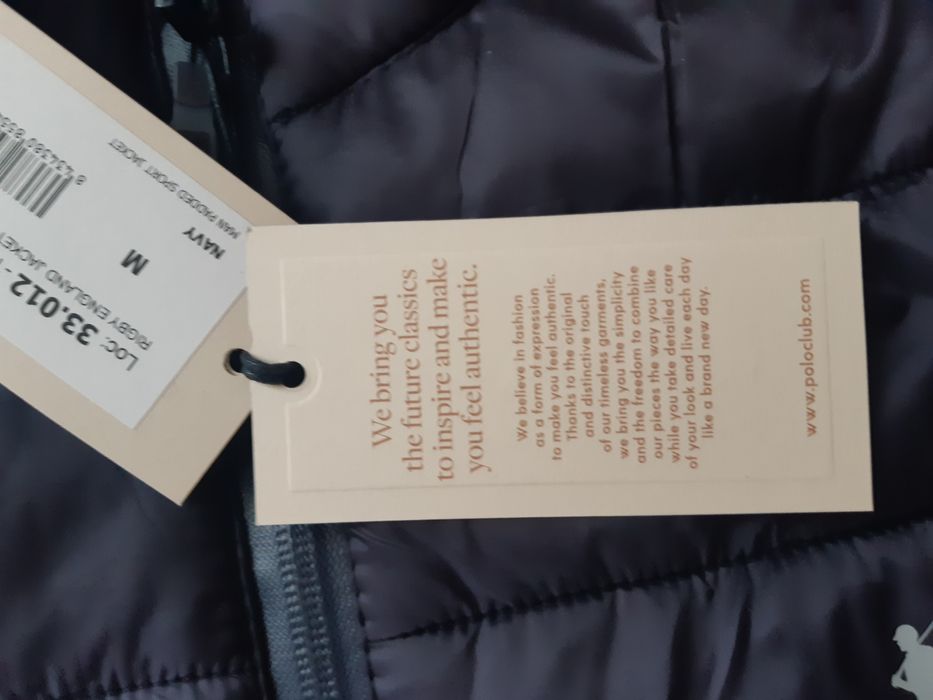 We bring you
the future classics
to inspire and make
you feel authentic.
We believe in fashion
as a form of expression
to make you feel authentic.
Thanks to the original
and distinctive touch
of our timeless garments,
we bring you the simplicity
and the freedom to combine
our pieces the way you like
while you take detailed care
of your look and live each day
like a brand new day.
www.poloclub.com
LOC: 33.012 -
RIGBY ENGLAND JACKET
M
NAVY
MAN PADDED SPORT JACKET